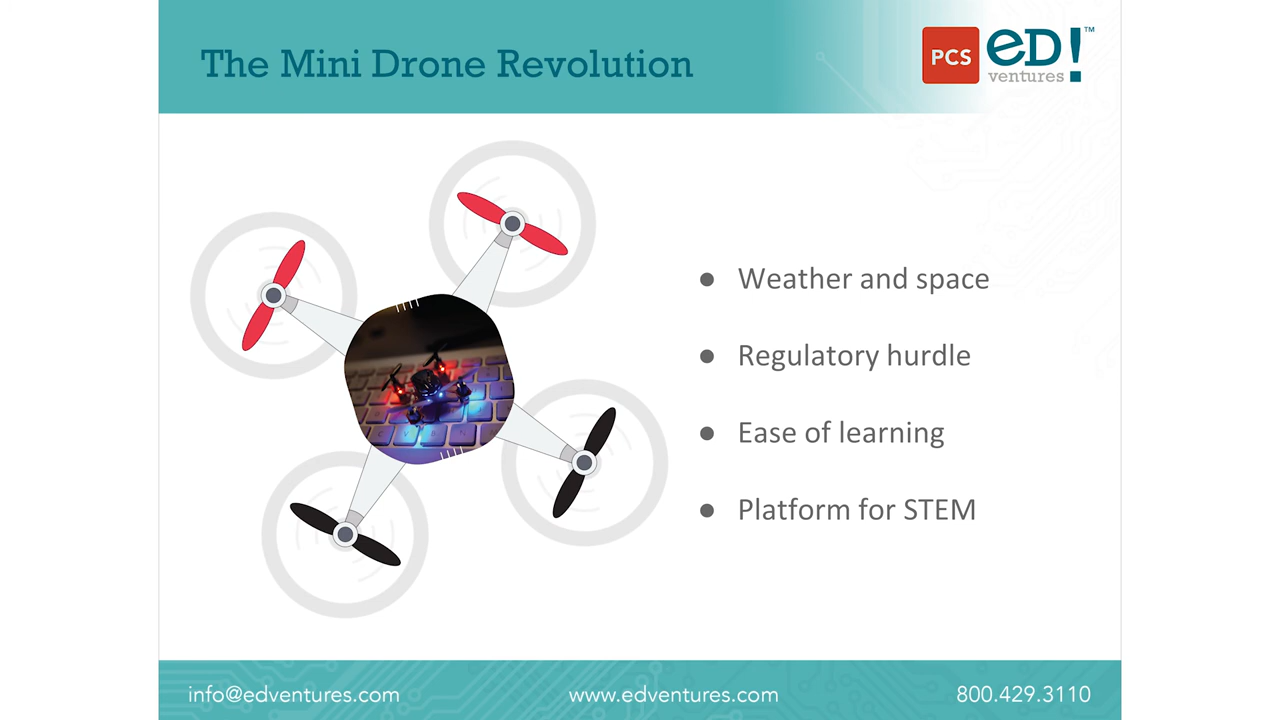 The Mini Drone Revolution
PCS
eD!™
ventures
● Weather and space
● Regulatory hurdle
● Ease of learning
● Platform for STEM
info@edventures.com
www.edventures.com
800.429.3110